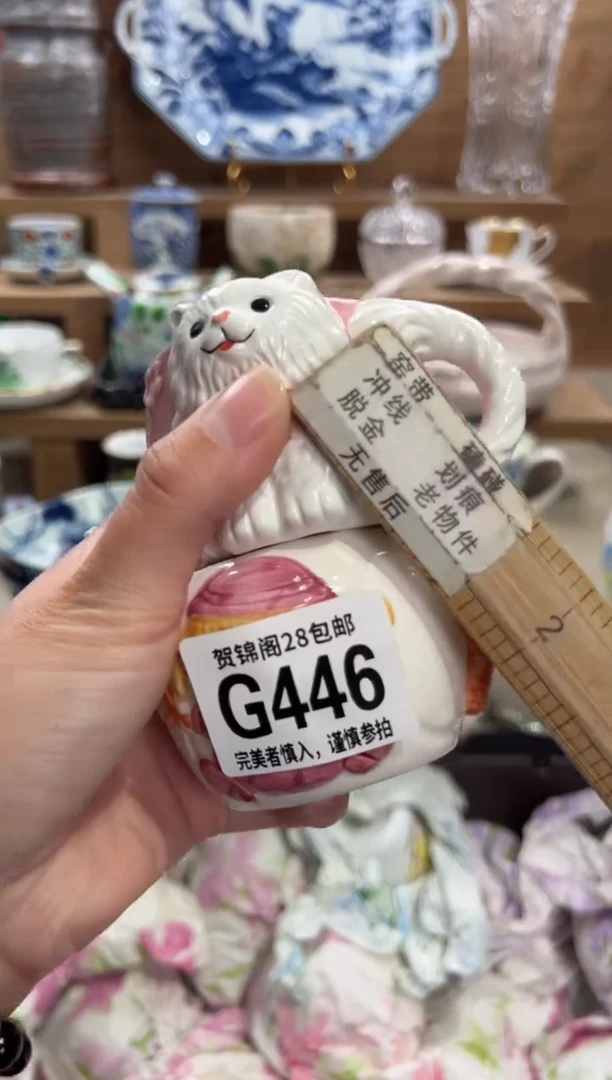 窑带 磕碰
冲线 划痕
脱金 老物件
无售后
2
贺锦阁28包邮
G446
完美者慎入，谨慎参拍